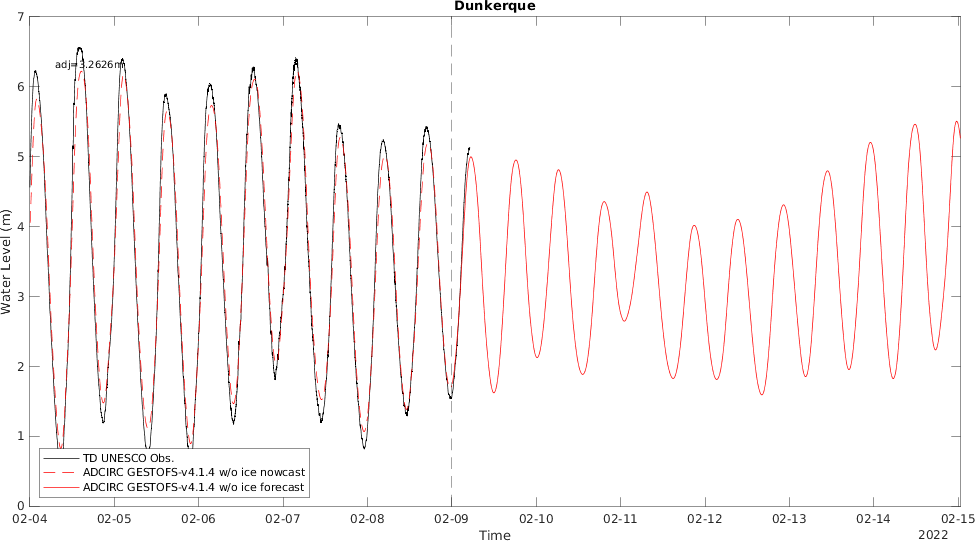 Dunkerque
7
6
5
4
3
2
1
0
Water Level (m)
adj=3.2626m
TD UNESCO Obs.
ADCIRC GESTOFS-v4.1.4 w/o ice nowcast
ADCIRC GESTOFS-v4.1.4 w/o ice forecast
02-04 02-05 02-06 02-07 02-08 02-09 02-10 02-11 02-12 02-13 02-14 02-15
Time
2022